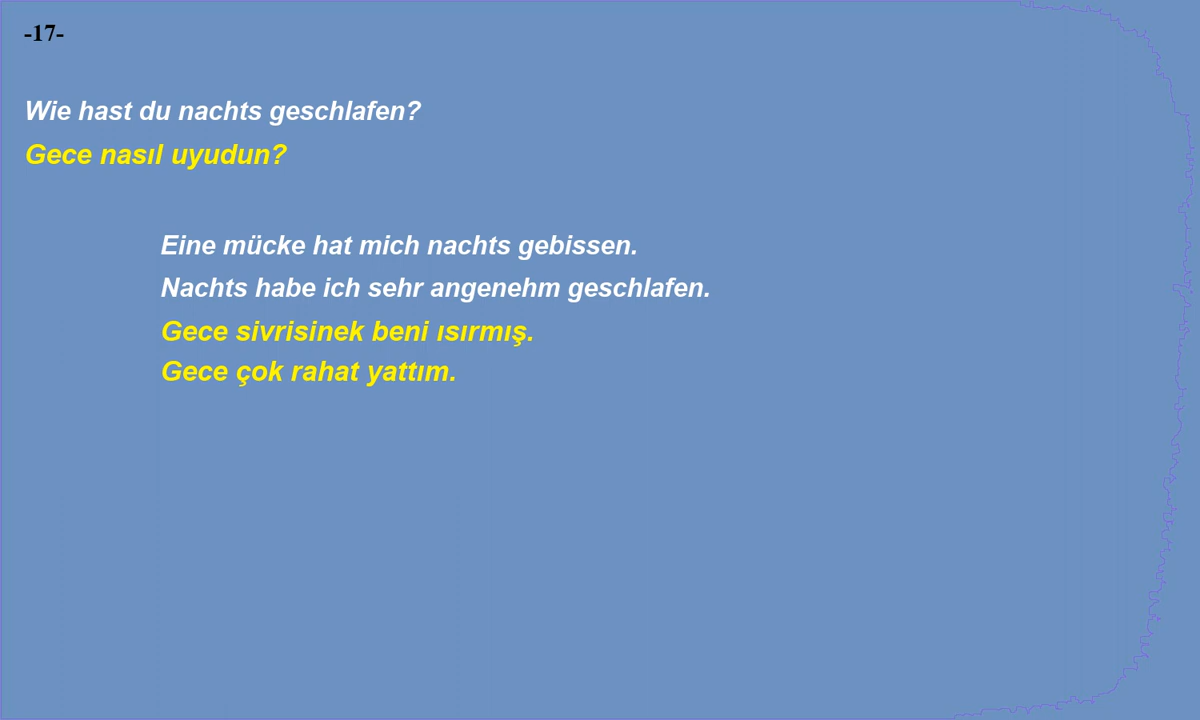 -17-
Wie hast du nachts geschlafen?
Gece nasıl uyudun?
Eine mücke hat mich nachts gebissen.
Nachts habe ich sehr angenehm geschlafen.
Gece sivrisinek beni ısırmış.
Gece çok rahat yattım.